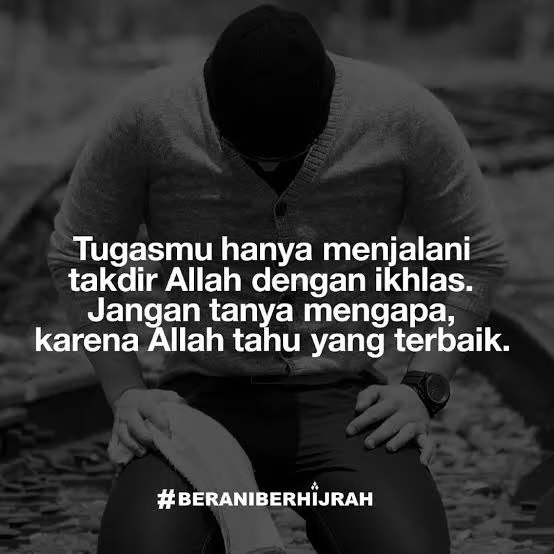 Tugasmu hanya menjalani
takdir Allah dengan ikhlas.
Jangan tanya mengapa,
karena Allah tahu yang terbaik.
#BERANIBERHIJRAH